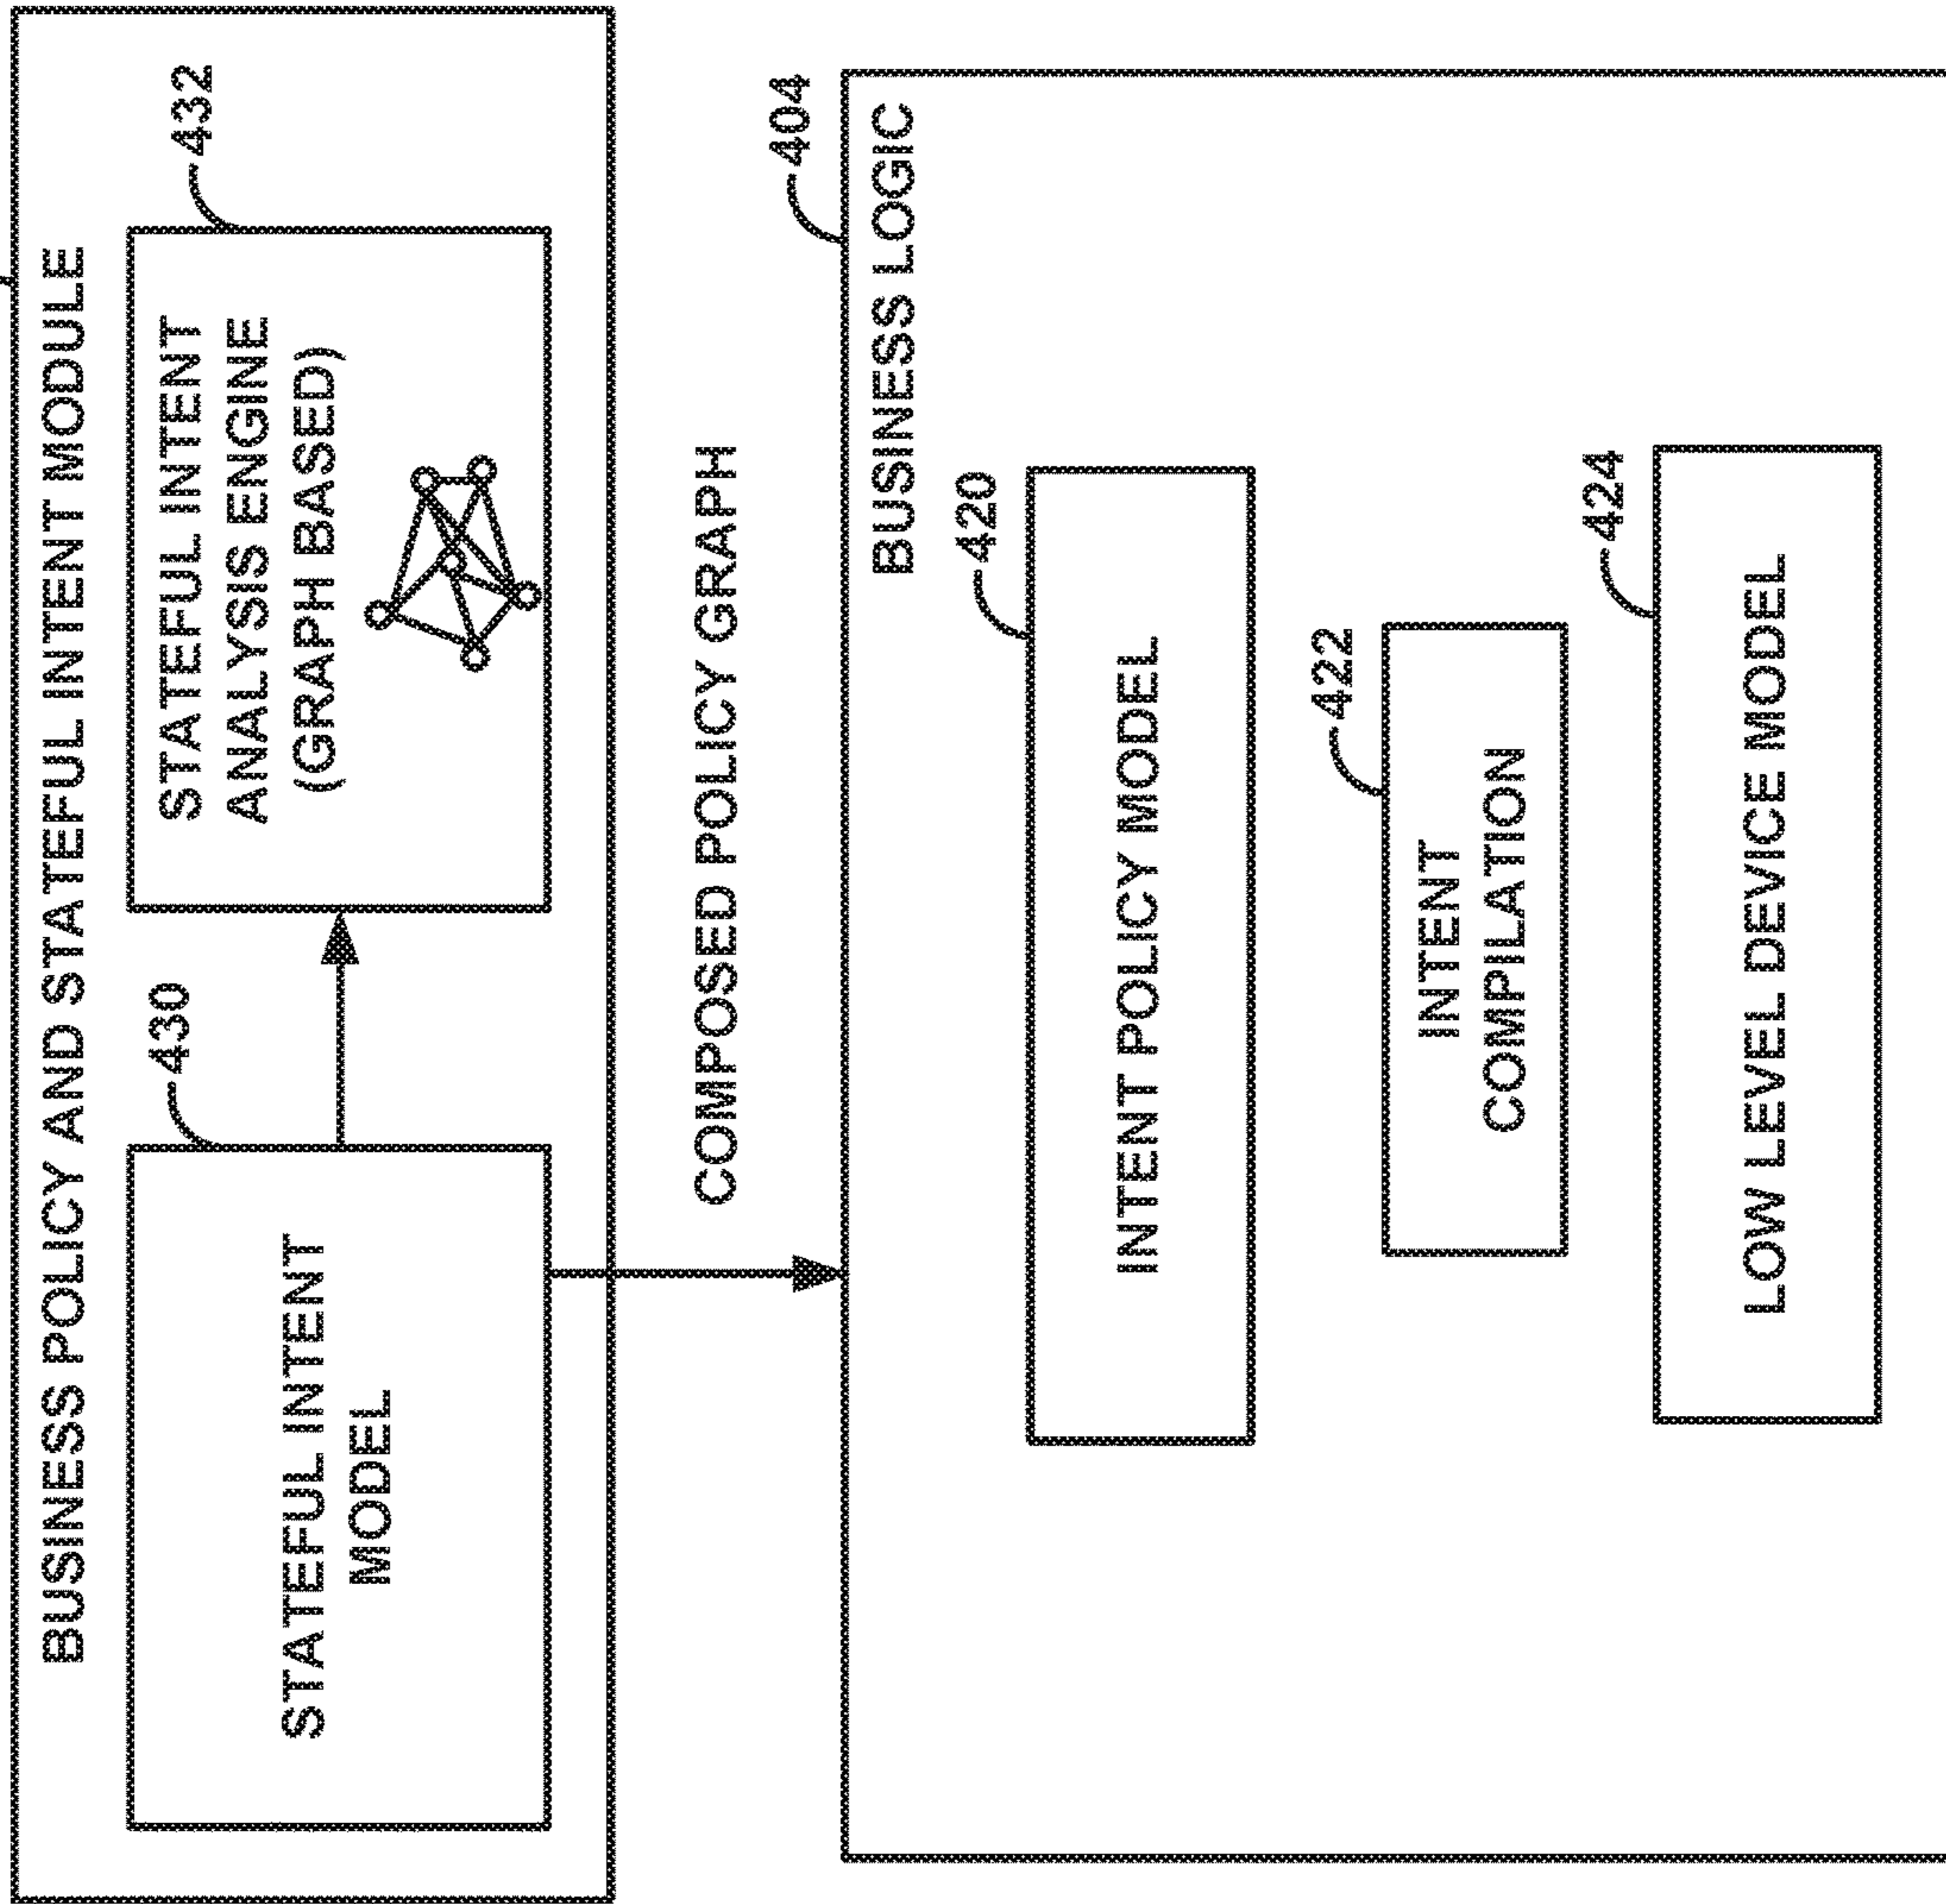 BUSINESS POLICY AND STATEFUL INTENT MODULE
430
STATEFUL INTENT
MODEL
432
STATEFUL INTENT
ANALYSIS ENGINE
(GRAPH BASED)
COMPOSED POLICY GRAPH
404
BUSINESS LOGIC
420
INTENT POLICY MODEL
422
INTENT
COMPILATION
424
LOW LEVEL DEVICE MODEL